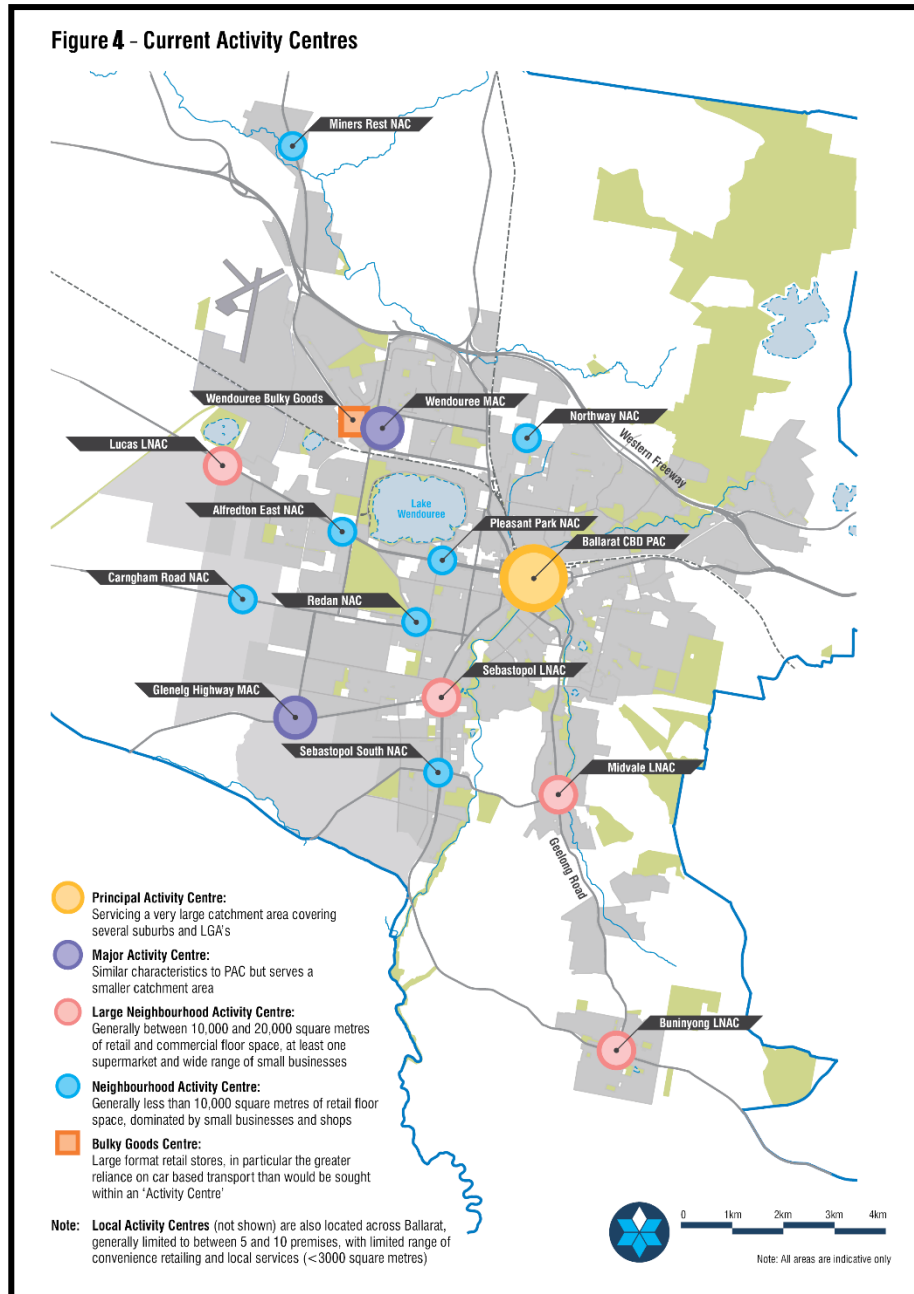 Figure 4 - Current Activity Centres
Miners Rest NAC
Wendouree Bulky Goods
Wendouree MAC
Northway NAC
Lucas LNAC
Western Freeway
Lake
Wendouree
Alfredton East NAC
Pleasant Park NAC
Ballarat CBD PAC
Carngham Road NAC
Redan NAC
Sebastopol LNAC
Glenelg Highway MAC
Sebastopol South NAC
Midvale LNAC
Geelong Road
Buninyong LNAC
Principal Activity Centre:
Servicing a very large catchment area covering
several suburbs and LGA's
Major Activity Centre:
Similar characteristics to PAC but serves a
smaller catchment area
Large Neighbourhood Activity Centre:
Generally between 10,000 and 20,000 square metres
of retail and commercial floor space, at least one
supermarket and wide range of small businesses
Neighbourhood Activity Centre:
Generally less than 10,000 square metres of retail floor
space, dominated by small businesses and shops
Bulky Goods Centre:
Large format retail stores, in particular the greater
reliance on car based transport than would be sought
within an 'Activity Centre'
Note: Local Activity Centres (not shown) are also located across Ballarat,
generally limited to between 5 and 10 premises, with limited range of
convenience retailing and local services (<3000 square metres)
0 1km 2km 3km 4km
Note: All areas are indicative only